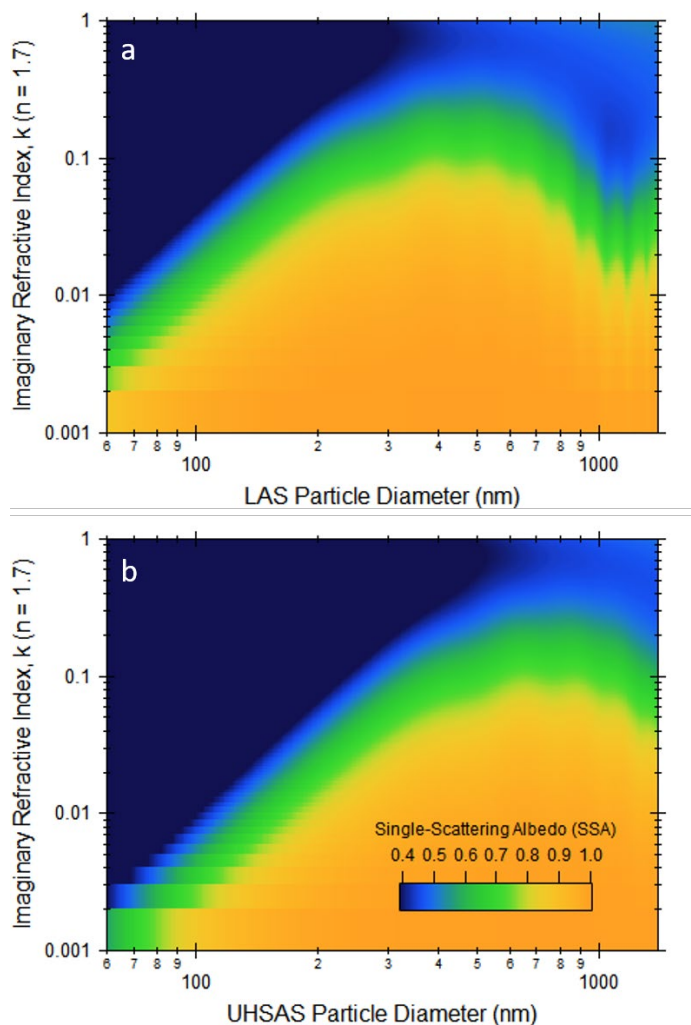 1
a
0.1
Imaginary Refractive Index, k (n = 1.7)
0.01
0.001
6 7 8 9 2 3 4 5 6 7 8 9
100 1000
LAS Particle Diameter (nm)
1
b
0.1
Imaginary Refractive Index, k (n = 1.7)
0.01
Single-Scattering Albedo (SSA)
0.4 0.5 0.6 0.7 0.8 0.9 1.0
0.001
6 7 8 9 2 3 4 5 6 7 8 9
100 1000
UHSAS Particle Diameter (nm)